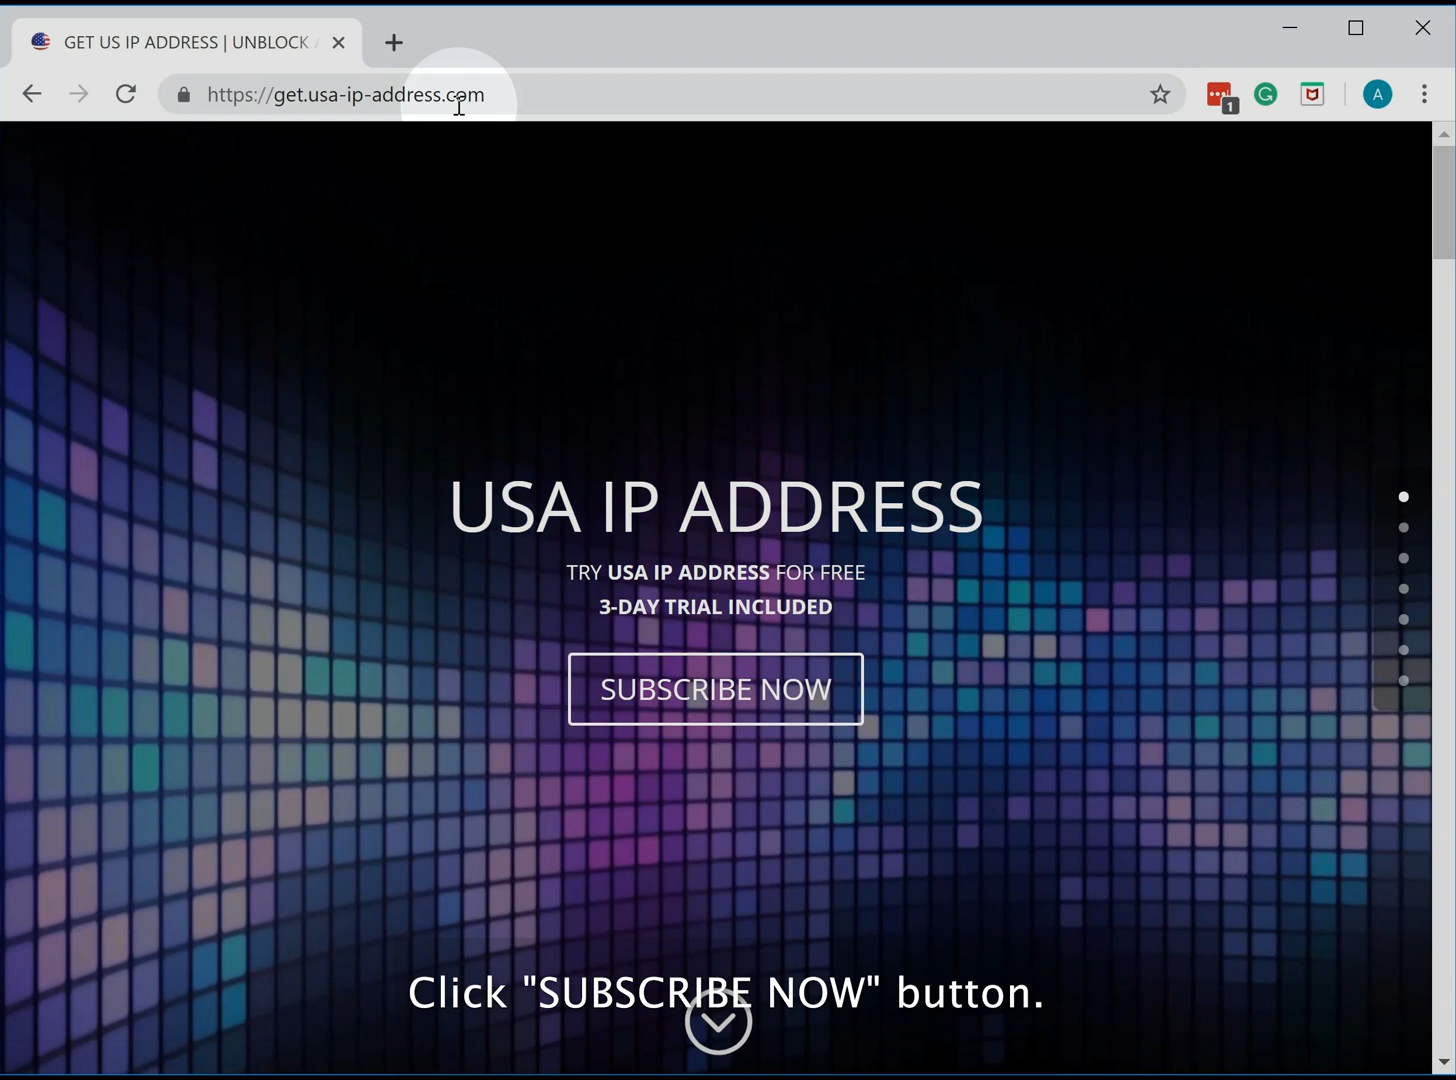 GET US IP ADDRESS | UNBLOCK
https://get.usa-ip-address.com
1
A
USA IP ADDRESS
TRY USA IP ADDRESS FOR FREE
3-DAY TRIAL INCLUDED
SUBSCRIBE NOW
Click "SUBSCRIBE NOW" button.